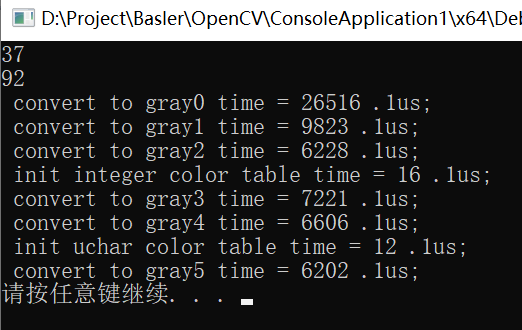 D:\Project\Basler\OpenCV\ConsoleApplication1\x64\Deb
37
92
convert to gray0 time = 26516 .1us;
convert to gray1 time = 9823 .1us;
convert to gray2 time = 6228 .1us;
init integer color table time = 16 .1us;
convert to gray3 time = 7221 .1us;
convert to gray4 time = 6606 .1us;
init uchar color table time = 12 .1us;
convert to gray5 time = 6202 .1us;
请按任意键继续. . .